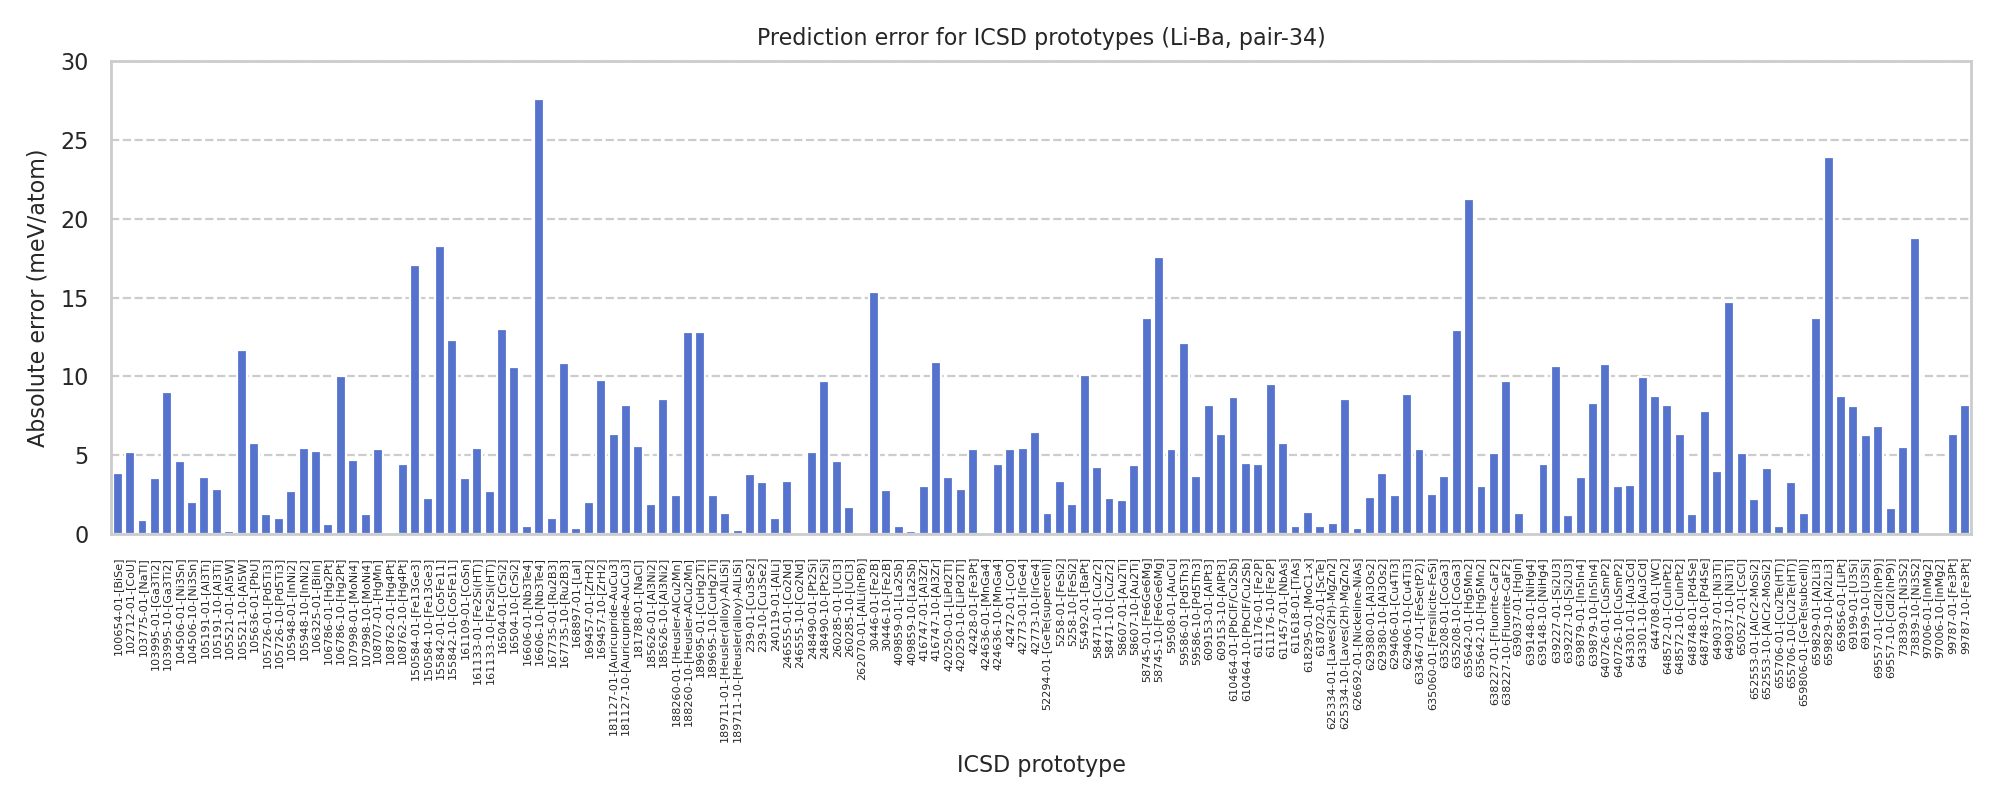 Prediction error for ICSD prototypes (Li-Ba, pair-34)
Absolute error (meV/atom)
30
25
20
15
10
5
0
100654-01-[BiSe]
102712-01-[CoU]
103775-01-[NaTl]
103995-01-[Ga3Ti2]
103995-10-[Ga3Ti2]
104506-01-[Ni3Sn]
104506-10-[Ni3Sn]
105191-01-[Al3Ti]
105191-10-[Al3Ti]
105521-01-[Al5W]
105521-10-[Al5W]
105636-01-[PbU]
105726-01-[Pd5Ti3]
105726-10-[Pd5Ti3]
105948-01-[InNi2]
105948-10-[InNi2]
106325-01-[BiIn]
106786-01-[Hg2Pt]
106786-10-[Hg2Pt]
107998-01-[MoNi4]
107998-10-[MoNi4]
108707-01-[HgMn]
108762-01-[Hg4Pt]
108762-10-[Hg4Pt]
150584-01-[Fe13Ge3]
150584-10-[Fe13Ge3]
155842-01-[Co5Fe11]
155842-10-[Co5Fe11]
161109-01-[CoSn]
161133-01-[Fe2Si(HT)]
161133-10-[Fe2Si(HT)]
16504-01-[CrSi2]
16504-10-[CrSi2]
16606-01-[Nb3Te4]
16606-10-[Nb3Te4]
167735-01-[Ru2B3]
167735-10-[Ru2B3]
168897-01-[LaI]
169457-01-[ZrH2]
169457-10-[ZrH2]
181127-01-[Auricupride-AuCu3]
181127-10-[Auricupride-AuCu3]
181788-01-[NaCl]
185626-01-[Al3Ni2]
185626-10-[Al3Ni2]
188260-01-[Heusler-AlCu2Mn]
188260-10-[Heusler-AlCu2Mn]
189695-01-[CuHg2Ti]
189695-10-[CuHg2Ti]
189711-01-[Heusler(alloy)-AlLiSi]
189711-10-[Heusler(alloy)-AlLiSi]
239-01-[Cu3Se2]
239-10-[Cu3Se2]
240119-01-[AlLi]
246555-01-[Co2Nd]
246555-10-[Co2Nd]
248490-01-[Pt2Si]
248490-10-[Pt2Si]
260285-01-[UCl3]
260285-10-[UCl3]
262070-01-[AlLi(hP8)]
30446-01-[Fe2B]
30446-10-[Fe2B]
409859-01-[La2Sb]
409859-10-[La2Sb]
416747-01-[Al3Zr]
416747-10-[Al3Zr]
420250-01-[LiPd2Tl]
420250-10-[LiPd2Tl]
42428-01-[Fe3Pt]
424636-01-[MnGa4]
424636-10-[MnGa4]
42472-01-[CoO]
42773-01-[IrGe4]
42773-10-[IrGe4]
52294-01-[GeTe(supercell)]
5258-01-[FeSi2]
5258-10-[FeSi2]
55492-01-[BaPt]
58471-01-[CuZr2]
58471-10-[CuZr2]
58607-01-[Au2Ti]
58607-10-[Au2Ti]
58745-01-[Fe6Ge6Mg]
58745-10-[Fe6Ge6Mg]
59508-01-[AuCu]
59586-01-[Pd5Th3]
59586-10-[Pd5Th3]
609153-01-[AlPt3]
609153-10-[AlPt3]
610464-01-[PbClF/Cu2Sb]
610464-10-[PbClF/Cu2Sb]
611176-01-[Fe2P]
611176-10-[Fe2P]
611457-01-[NbAs]
611618-01-[TiAs]
618295-01-[MoC1-x]
618702-01-[ScTe]
625334-01-[Laves(2H)-MgZn2]
625334-10-[Laves(2H)-MgZn2]
626692-01-[Nickeline-NiAs]
629380-01-[Al3Os2]
629380-10-[Al3Os2]
629406-01-[Cu4Ti3]
629406-10-[Cu4Ti3]
633467-01-[FeSe(tP2)]
635060-01-[Fersilicite-FeSi]
635208-01-[CoGa3]
635208-10-[CoGa3]
635642-01-[Hg5Mn2]
635642-10-[Hg5Mn2]
638227-01-[Fluorite-CaF2]
638227-10-[Fluorite-CaF2]
639037-01-[HgIn]
639148-01-[NiHg4]
639148-10-[NiHg4]
639227-01-[Si2U3]
639227-10-[Si2U3]
639879-01-[In5In4]
639879-10-[In5In4]
640726-01-[CuSmP2]
640726-10-[CuSmP2]
643301-01-[Au3Cd]
643301-10-[Au3Cd]
644708-01-[WC]
648572-01-[CuInPt2]
648572-10-[CuInPt2]
648748-01-[Pd4Se]
648748-10-[Pd4Se]
649037-01-[Ni3Ti]
649037-10-[Ni3Ti]
650527-01-[CsCl]
652553-01-[AlCr2-MoSi2]
652553-10-[AlCr2-MoSi2]
655706-01-[Cu2Te(HT)]
655706-10-[Cu2Te(HT)]
659806-01-[GeTe(subcell)]
659829-01-[Al2Li3]
659829-10-[Al2Li3]
659856-01-[LiPt]
69199-01-[U3Si]
69199-10-[U3Si]
69557-01-[CdI2(hP9)]
69557-10-[CdI2(hP9)]
73839-01-[Ni3S2]
73839-10-[Ni3S2]
97006-01-[InMg2]
97006-10-[InMg2]
99787-01-[Fe3Pt]
99787-10-[Fe3Pt]
ICSD prototype